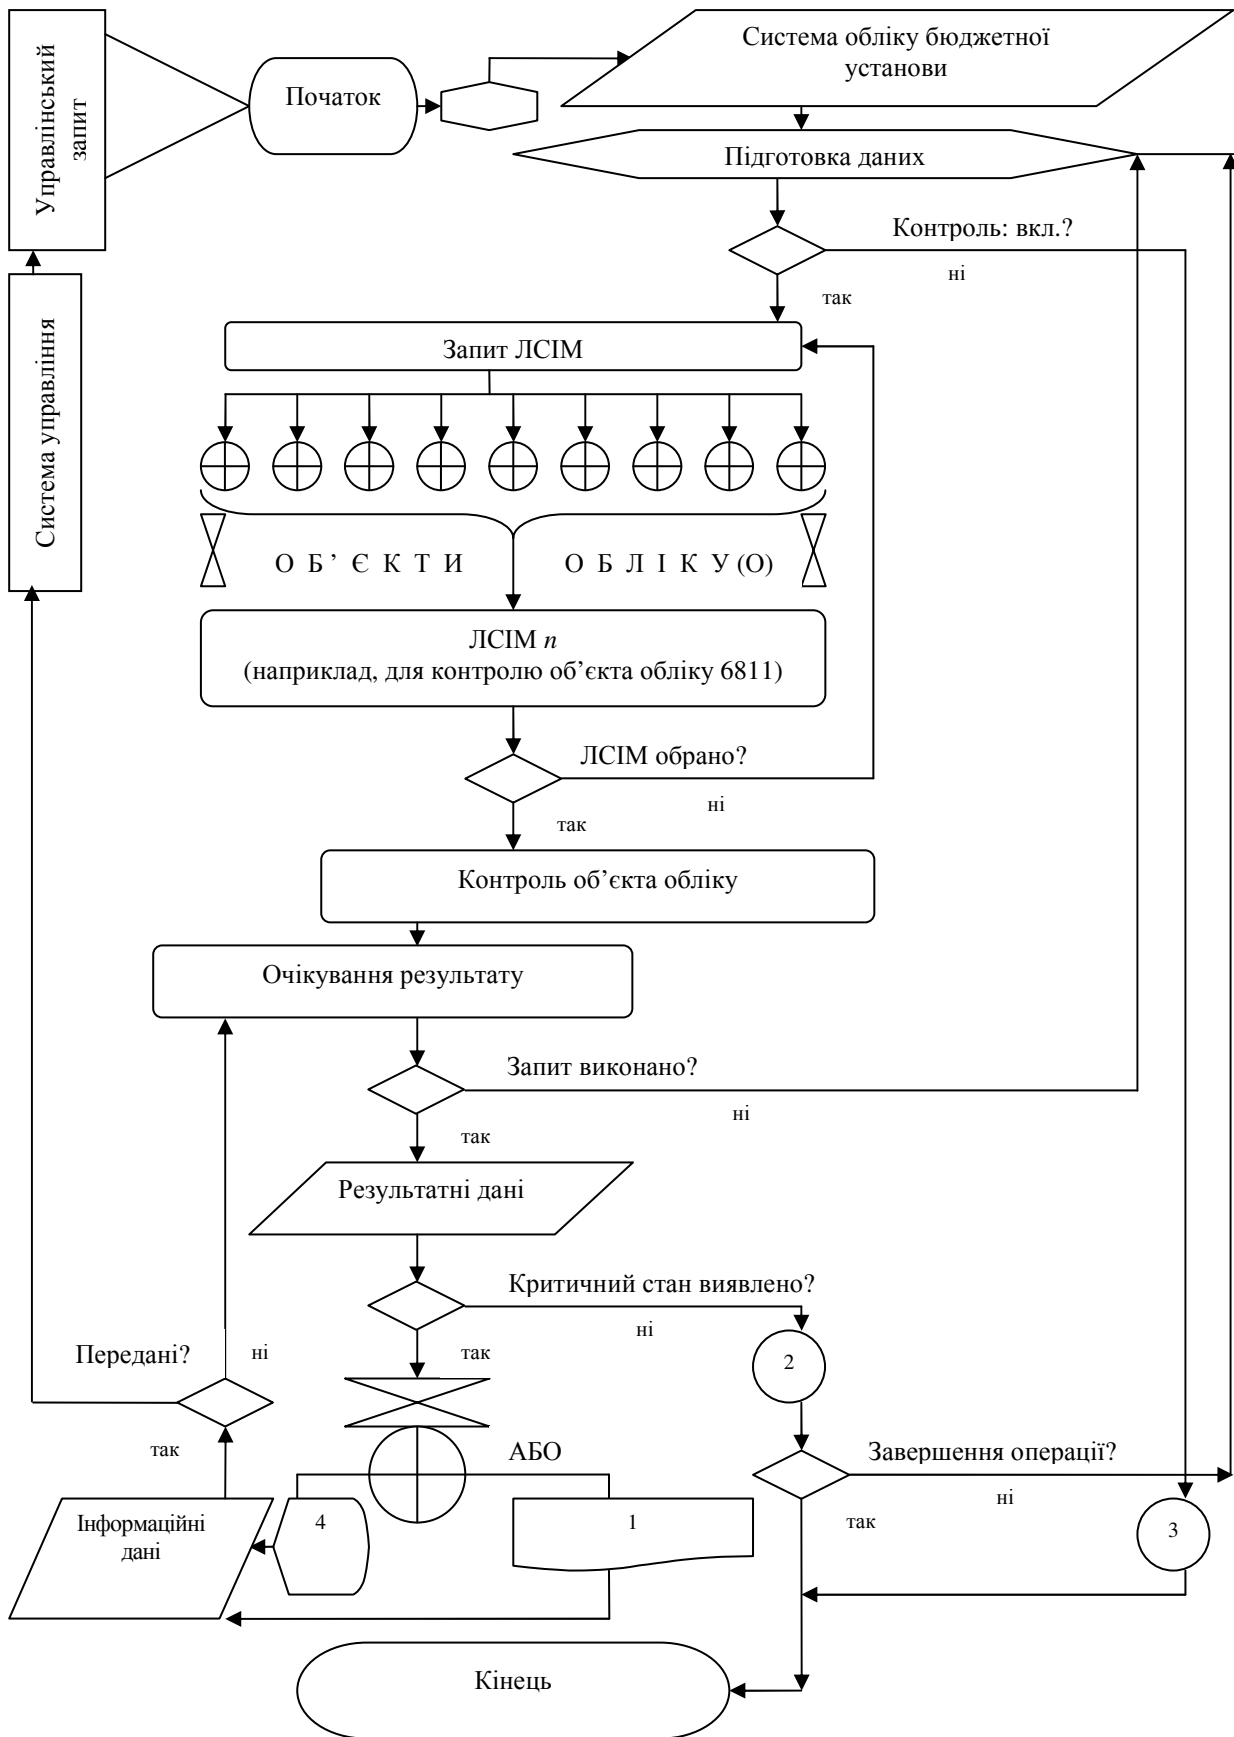 Управлінський
запит
Початок
Система обліку бюджетної
установи
Підготовка даних
Контроль: вкл.?
ні
так
Система управління
Запит ЛСІМ
О Б ’ Є К Т И О Б Л І К У (О)
ЛСІМ n
(наприклад, для контролю об’єкта обліку 6811)
ЛСІМ обрано?
ні
так
Контроль об’єкта обліку
Очікування результату
Запит виконано?
ні
так
Результатні дані
Критичний стан виявлено?
ні
так
2
Передані?
ні
так
АБО
Завершення операції?
ні
так
Інформаційні
дані
4
1
3
Кінець